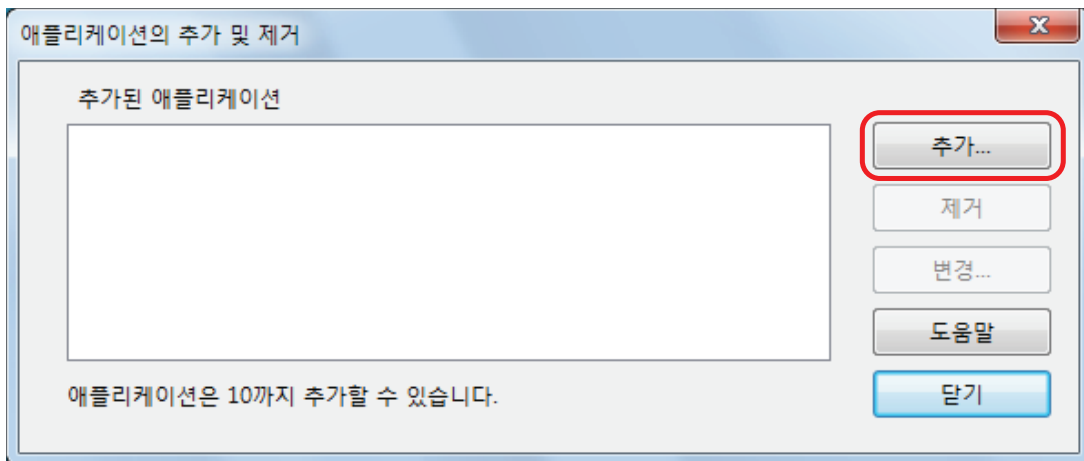 애플리케이션의 추가 및 제거
추가된 애플리케이션
추가...
제거
변경...
도움말
애플리케이션은 10까지 추가할 수 있습니다.
닫기